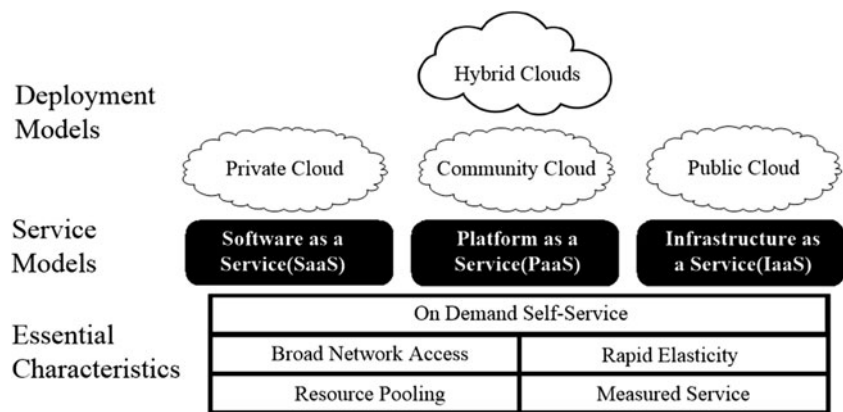 Hybrid Clouds
Deployment
Models
Private Cloud
Community Cloud
Public Cloud
Service
Models
Software as a
Service(SaaS)
Platform as a
Service(PaaS)
Infrastructure as
a Service(IaaS)
Essential
Characteristics
On Demand Self-Service
Broad Network Access
Rapid Elasticity
Resource Pooling
Measured Service